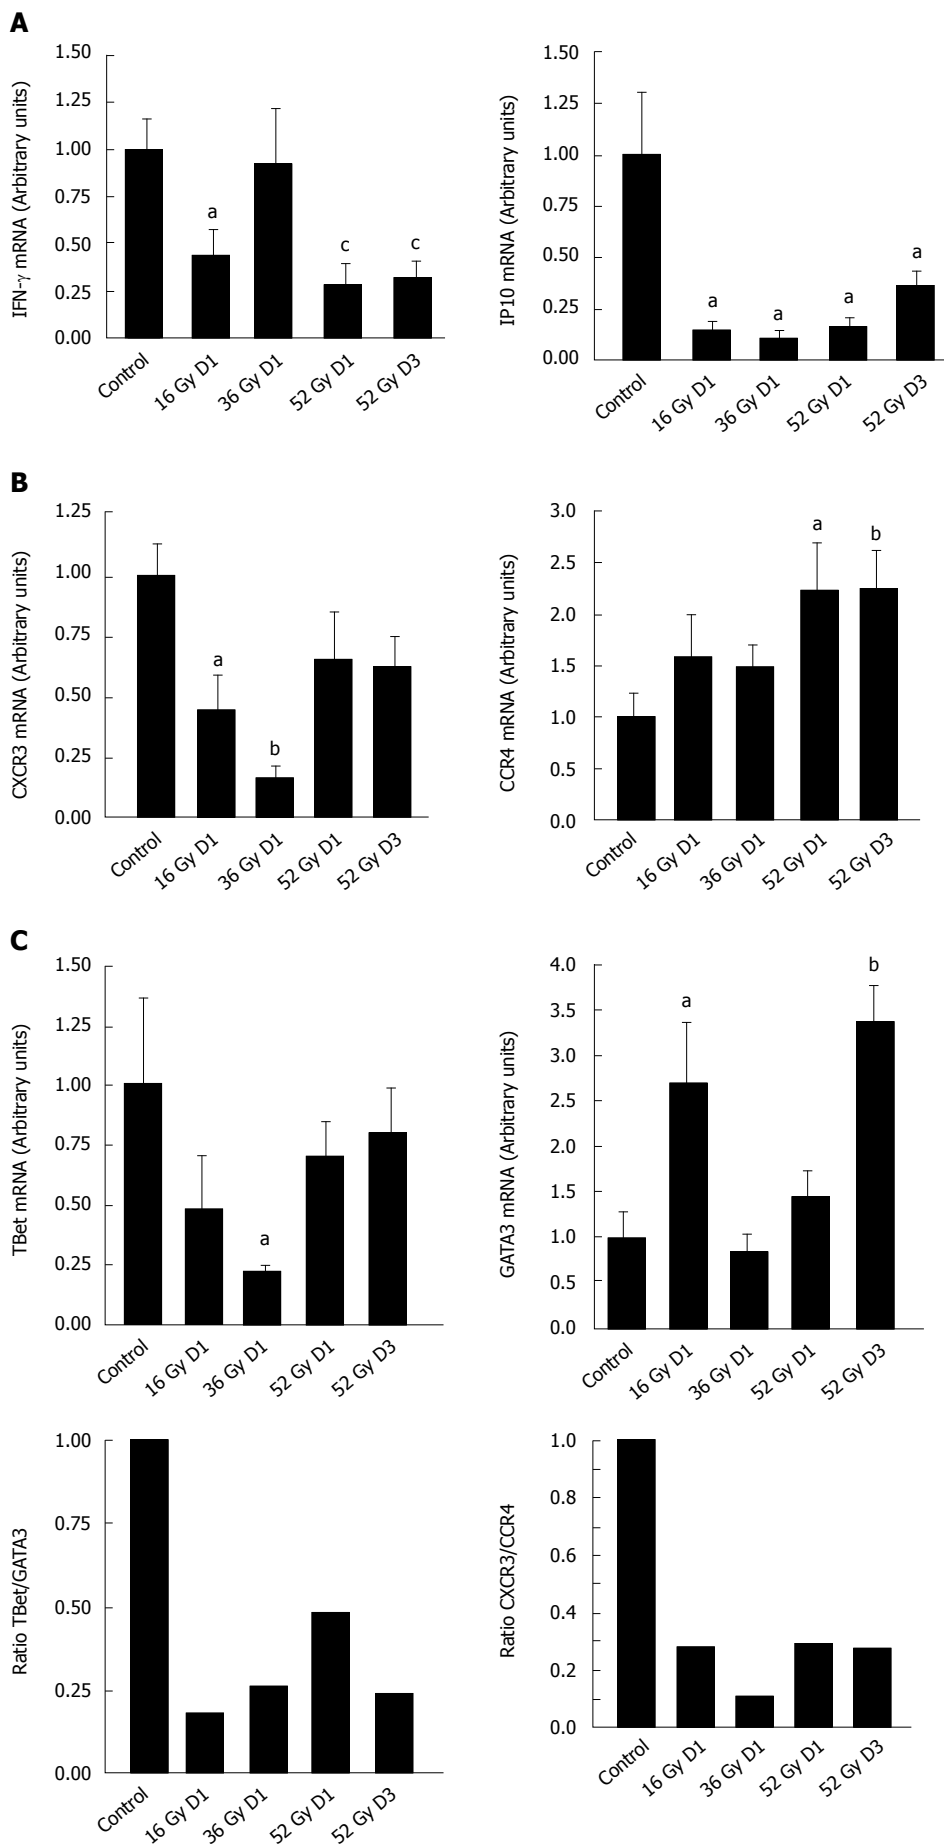 A
IFN-γ mRNA (Arbitrary units)
1.50
1.25
1.00
0.75
0.50
0.25
0.00
a
c
c
Control
16 Gy D1
36 Gy D1
52 Gy D1
52 Gy D3
IP10 mRNA (Arbitrary units)
1.50
1.25
1.00
0.75
0.50
0.25
0.00
a
a
a
a
Control
16 Gy D1
36 Gy D1
52 Gy D1
52 Gy D3
B
CXCR3 mRNA (Arbitrary units)
1.25
1.00
0.75
0.50
0.25
0.00
a
b
Control
16 Gy D1
36 Gy D1
52 Gy D1
52 Gy D3
CCR4 mRNA (Arbitrary units)
3.0
2.5
2.0
1.5
1.0
0.5
0.0
a
b
Control
16 Gy D1
36 Gy D1
52 Gy D1
52 Gy D3
C
TBet mRNA (Arbitrary units)
1.50
1.25
1.00
0.75
0.50
0.25
0.00
a
Control
16 Gy D1
36 Gy D1
52 Gy D1
52 Gy D3
GATA3 mRNA (Arbitrary units)
4.0
3.5
3.0
2.5
2.0
1.5
1.0
0.5
0.0
a
b
Control
16 Gy D1
36 Gy D1
52 Gy D1
52 Gy D3
Ratio TBet/GATA3
1.00
0.75
0.50
0.25
0.00
Control
16 Gy D1
36 Gy D1
52 Gy D1
52 Gy D3
Ratio CXCR3/CCR4
1.0
0.8
0.6
0.4
0.2
0.0
Control
16 Gy D1
36 Gy D1
52 Gy D1
52 Gy D3